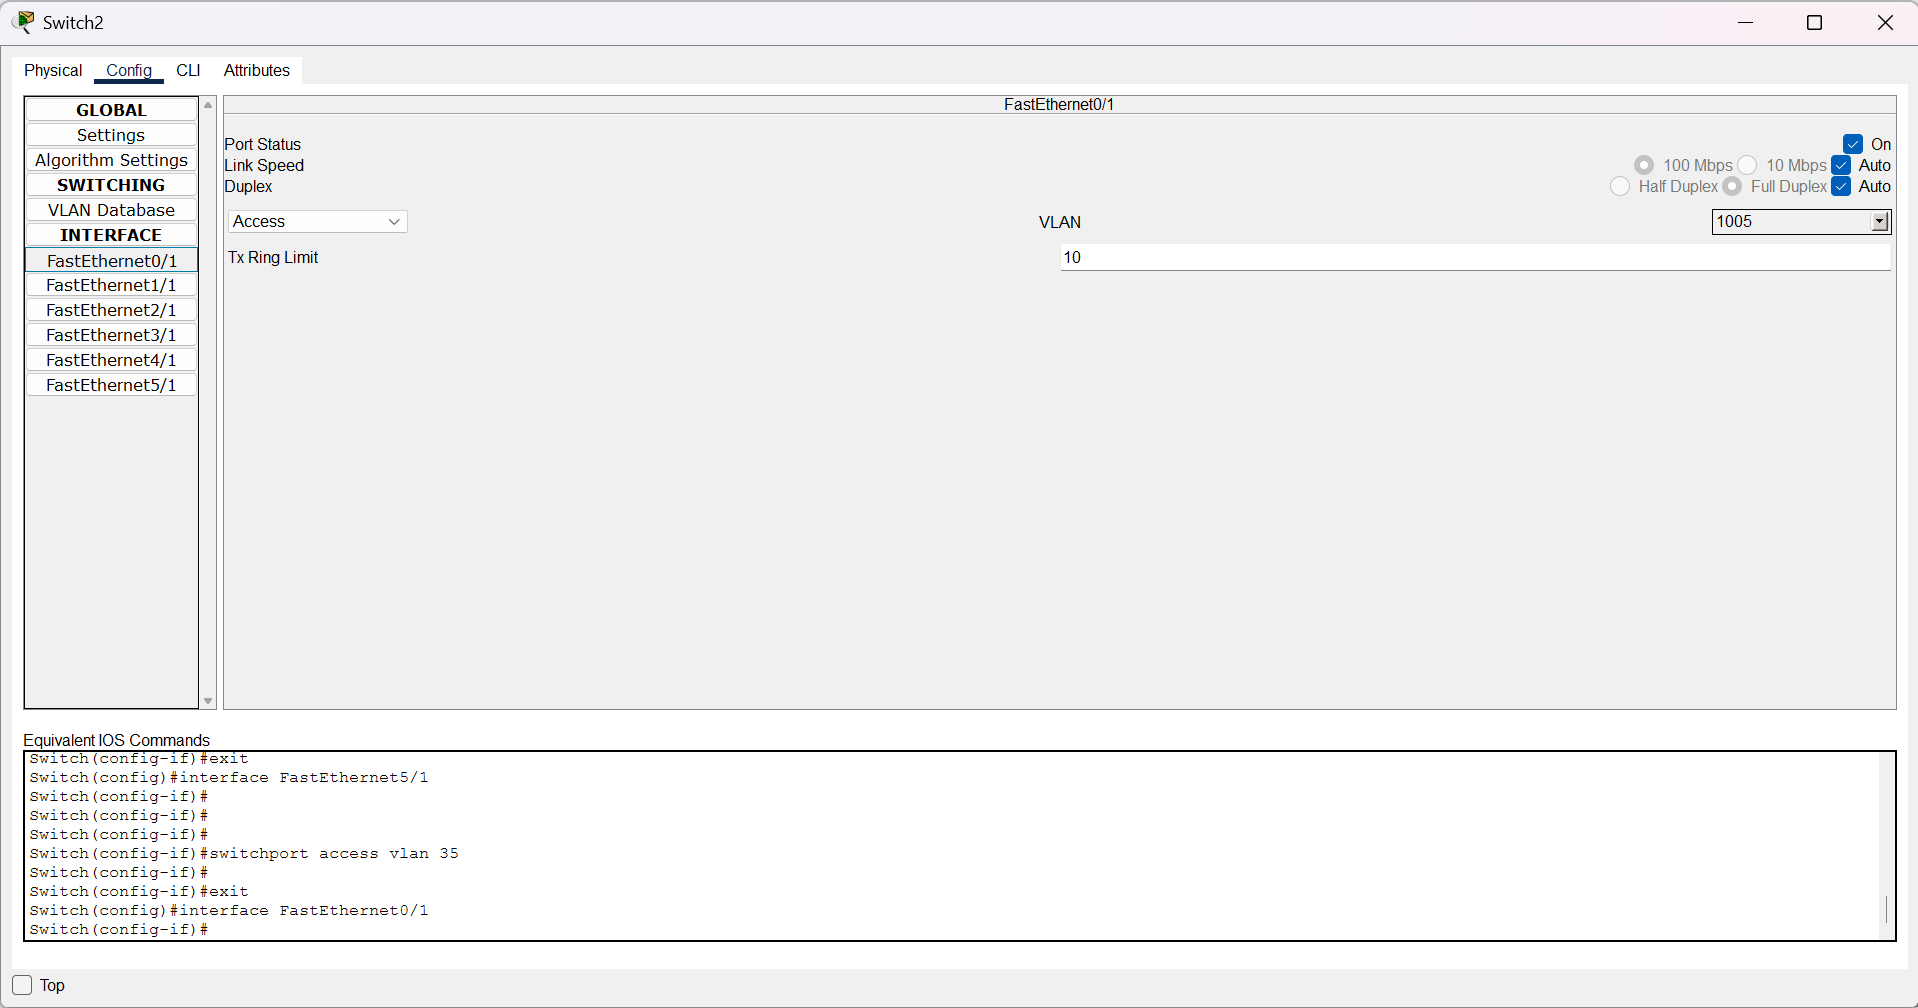 Switch2
Physical Config CLI Attributes
GLOBAL
Settings
Algorithm Settings
SWITCHING
VLAN Database
INTERFACE
FastEthernet0/1
FastEthernet1/1
FastEthernet2/1
FastEthernet3/1
FastEthernet4/1
FastEthernet5/1
FastEthernet0/1
Port Status On
Link Speed 100 Mbps 10 Mbps Auto
Duplex Half Duplex Full Duplex Auto
Access VLAN 1005
Tx Ring Limit 10
Equivalent IOS Commands
Switch(config-if)#exit
Switch(config)#interface FastEthernet5/1
Switch(config-if)#
Switch(config-if)#
Switch(config-if)#
Switch(config-if)#switchport access vlan 35
Switch(config-if)#
Switch(config-if)#exit
Switch(config)#interface FastEthernet0/1
Switch(config-if)#
Top